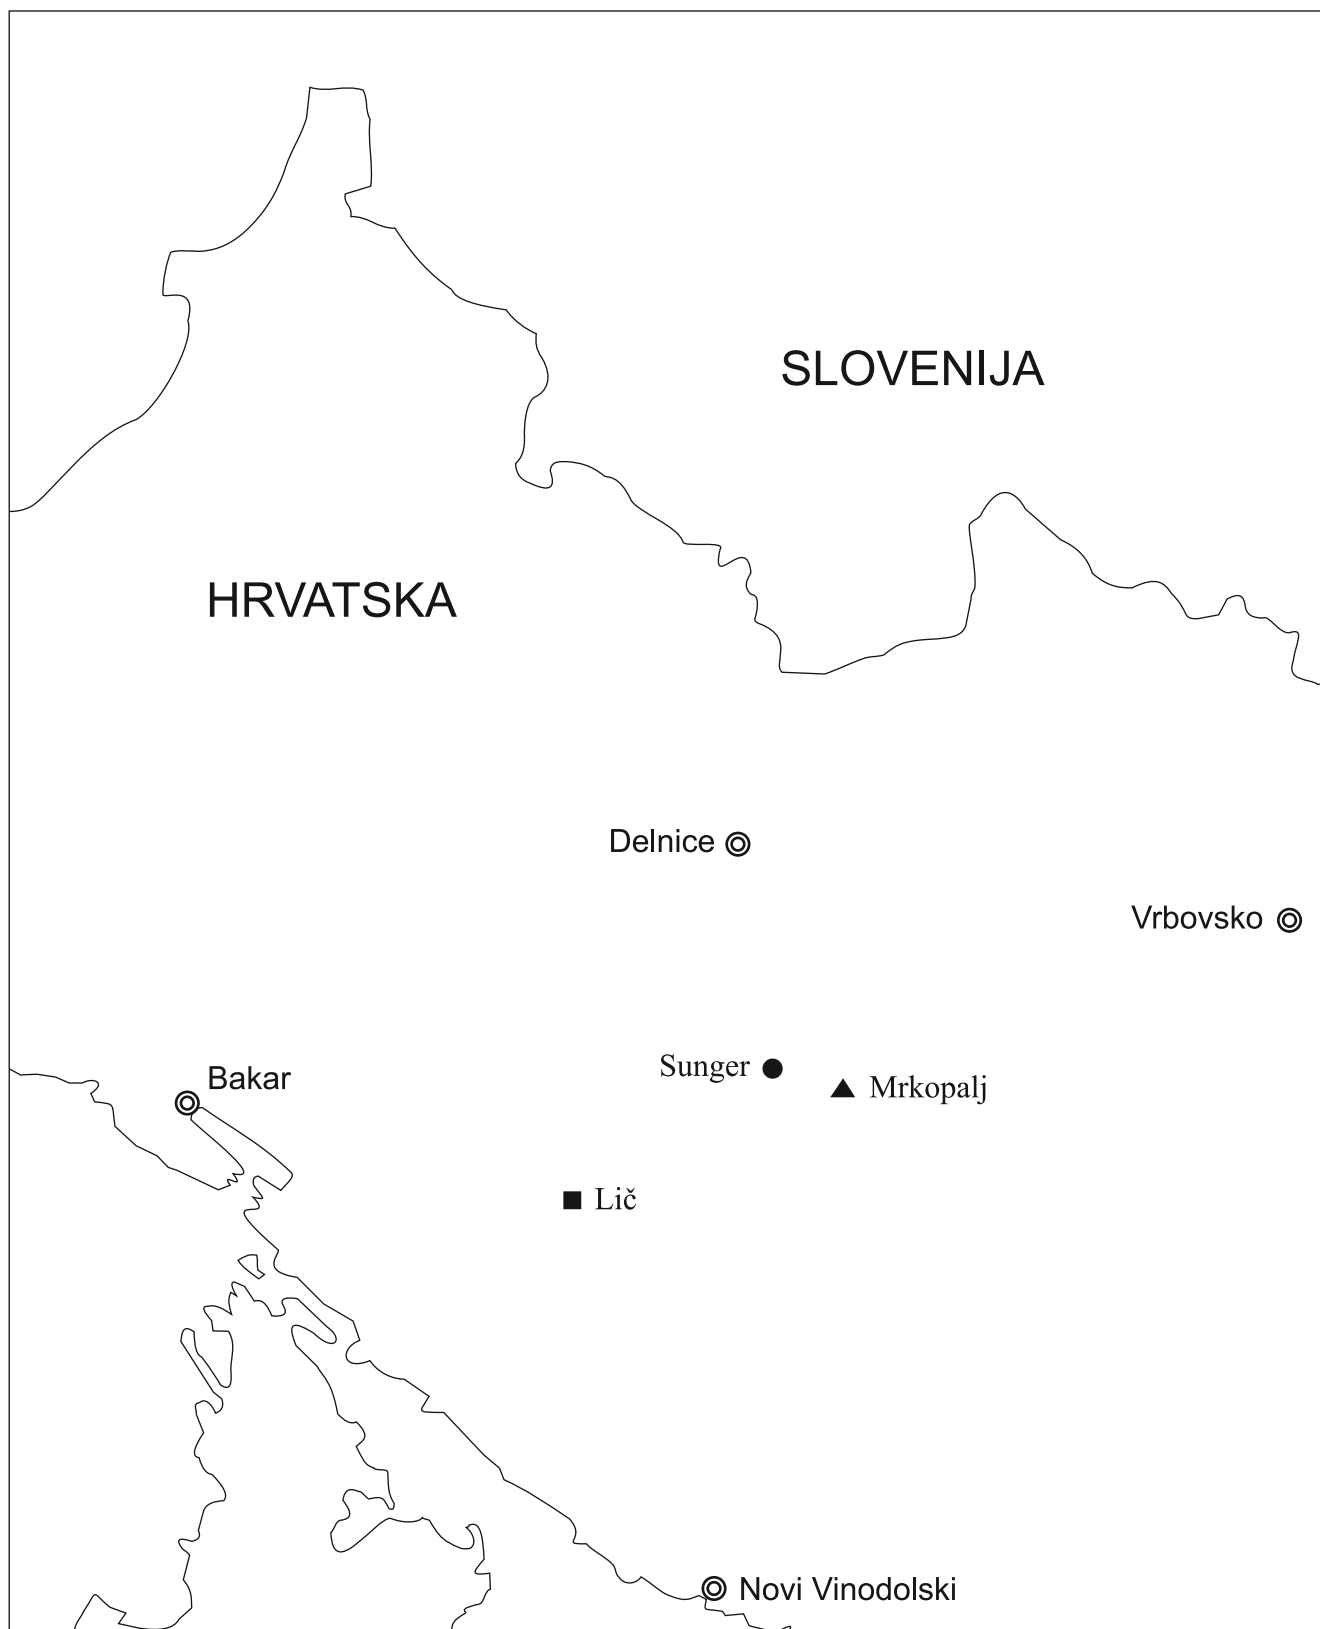 SLOVENIJA
HRVATSKA
Delnice
Vrbovsko
Sunger
Bakar
Mrkopalj
Lič
Novi Vinodolski